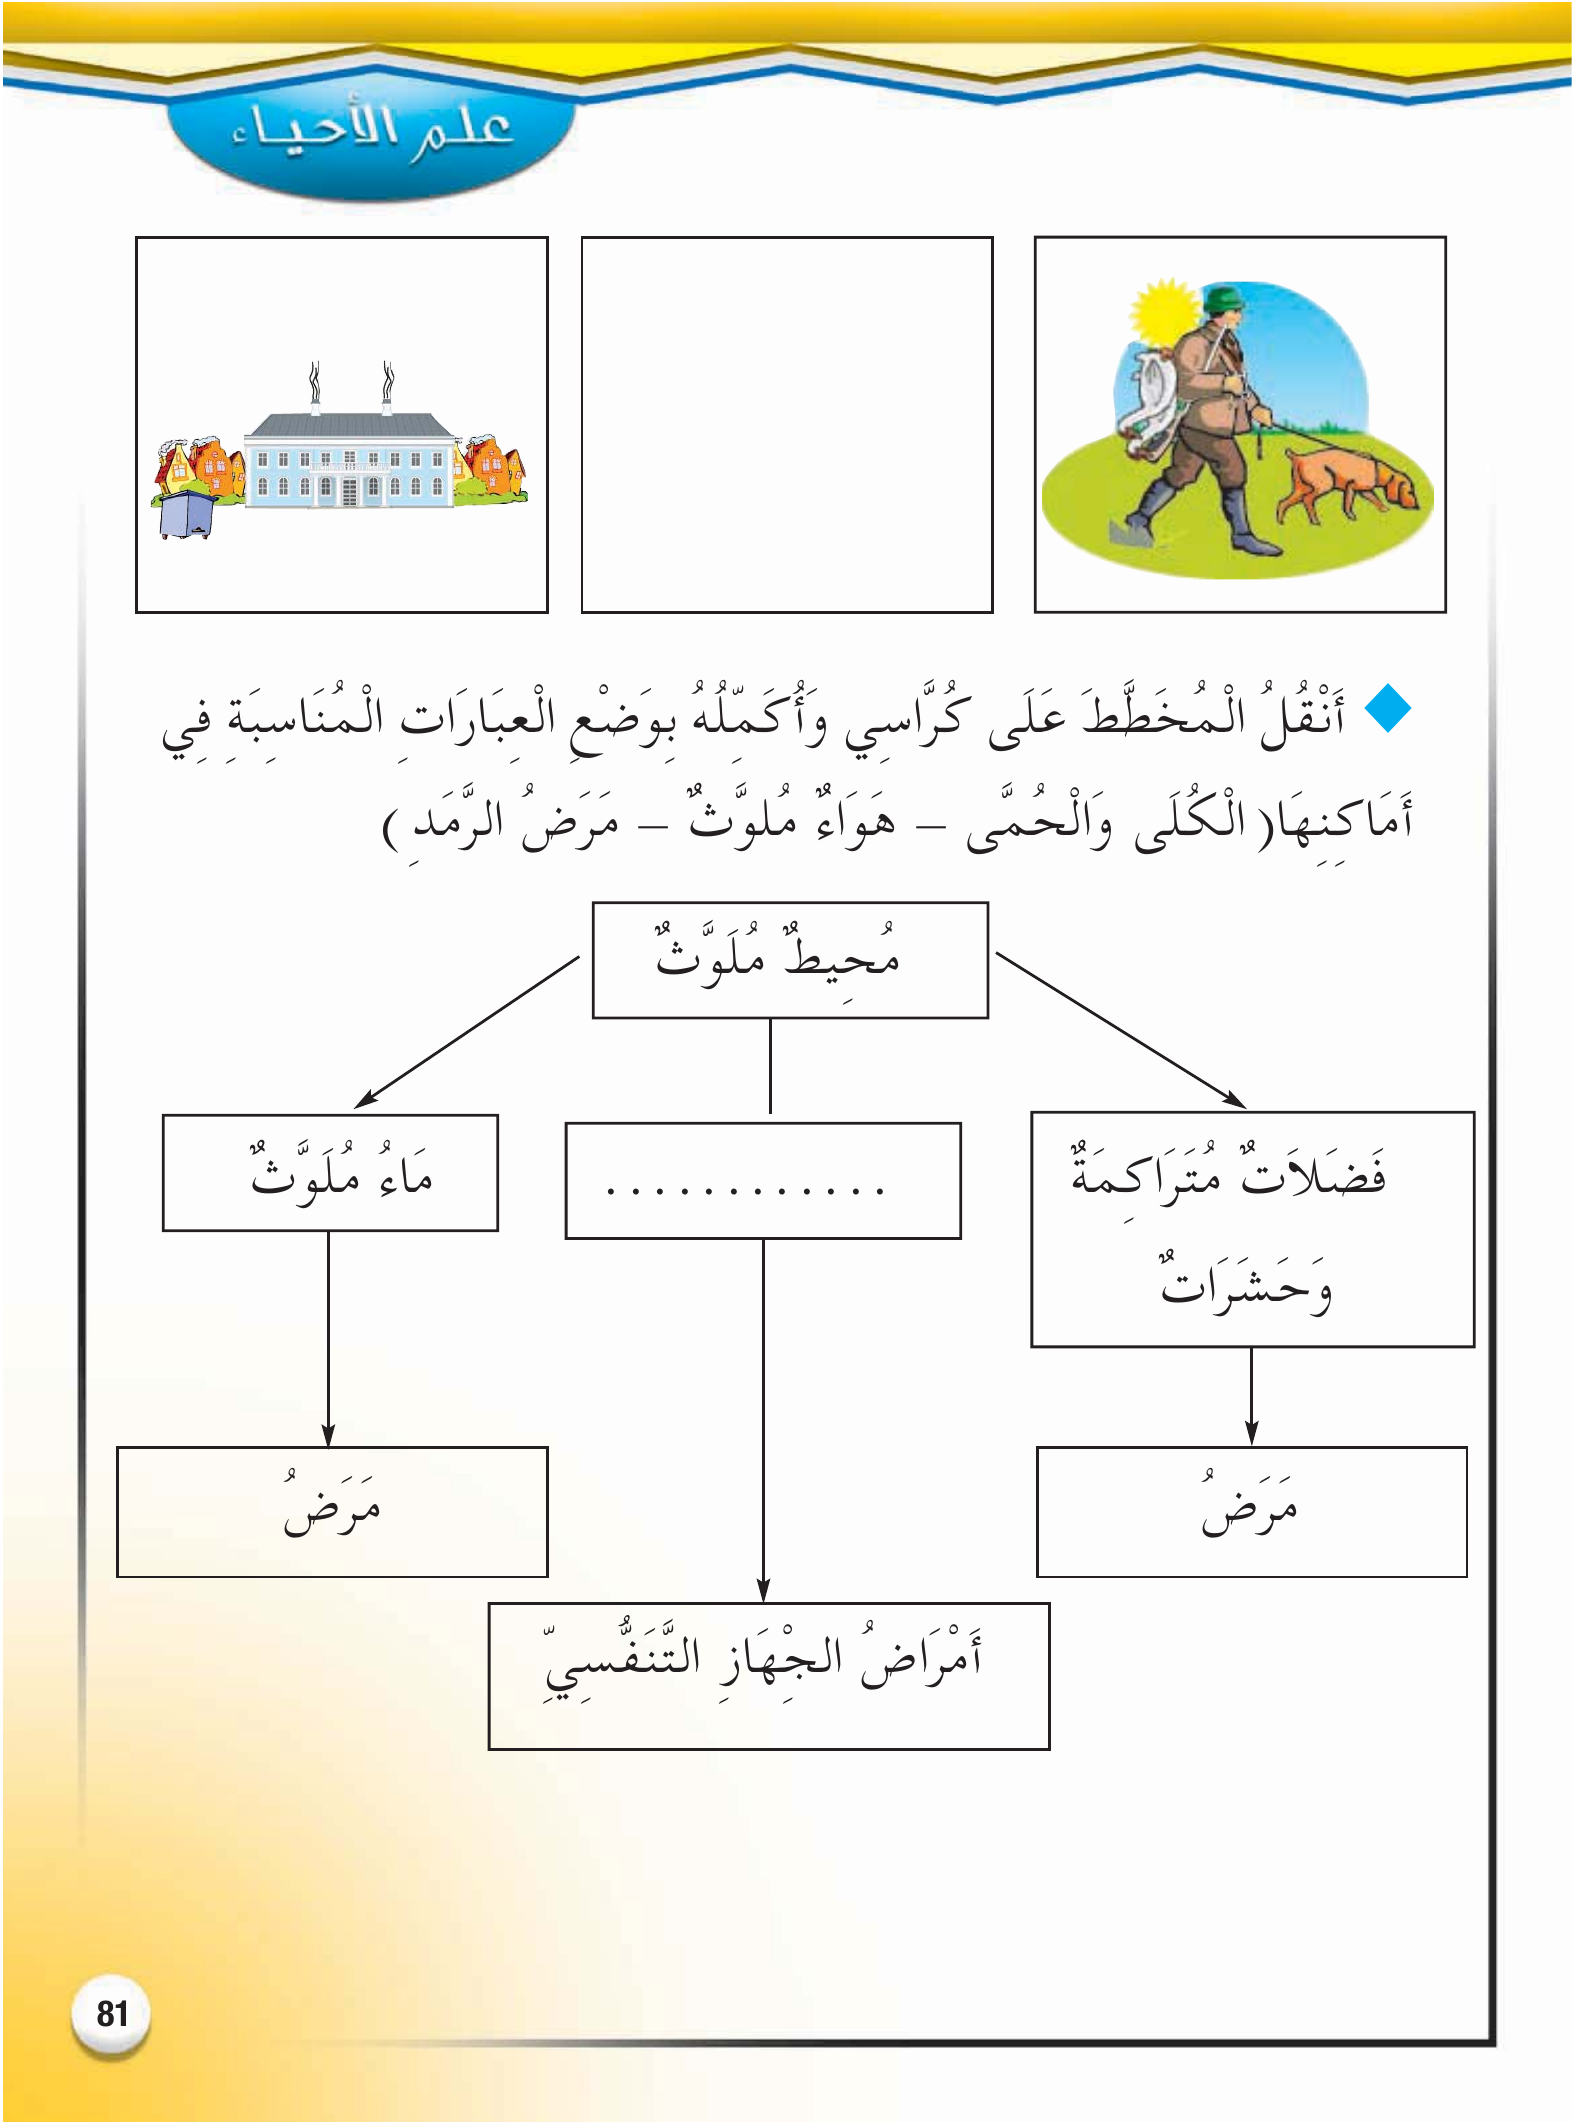 علم الأحياء
أَنْقُلُ الْمُخَطَّطَ عَلَى كُرَّاسِي وَأُكَمِّلُهُ بِوَضْعِ الْعِبَارَاتِ الْمُنَاسِبَةِ فِي
أَمَاكِنِهَا( الْكُلَى وَالْحُمَّى – هَوَاءٌ مُلوَّثٌ – مَرَضُ الرَّمَدِ )
مُحِيطٌ مُلَوَّثٌ
فَضَلاَتٌ مُتَرَاكِمَةٌ
وَحَشَرَاتٌ
............
مَاءُ مُلَوَّثٌ
مَرَضُ
مَرَضُ
أَمْرَاضُ الجِْهَازِ التَّنَفُّسِيِّ
81